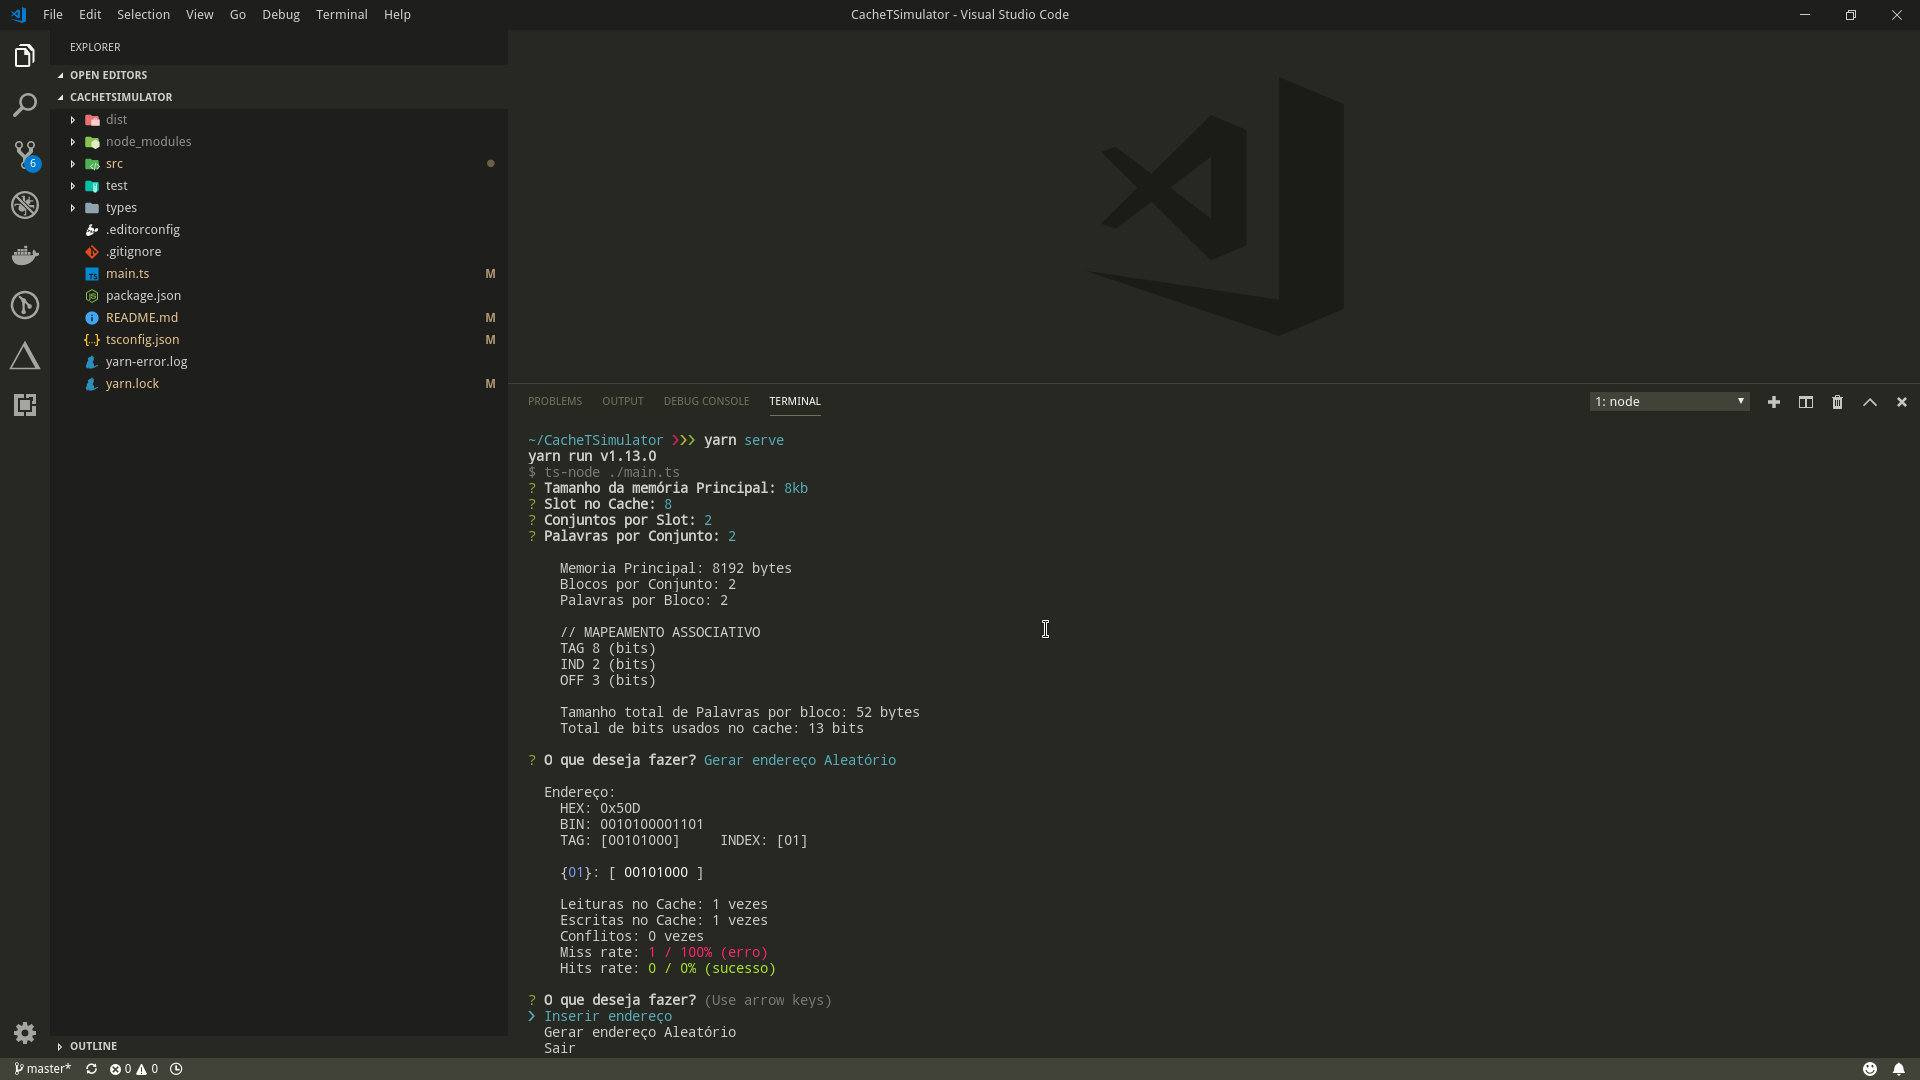 File Edit Selection View Go Debug Terminal Help
CacheTSimulator - Visual Studio Code
EXPLORER
OPEN EDITORS
CACHETSIMULATOR
dist
node_modules
src
test
types
.editorconfig
.gitignore
main.ts M
package.json
README.md M
tsconfig.json M
yarn-error.log
yarn.lock M
6
OUTLINE
PROBLEMS OUTPUT DEBUG CONSOLE TERMINAL
1: node
~/CacheTSimulator ❯❯❯ yarn serve
yarn run v1.13.0
$ ts-node ./main.ts
? Tamanho da memória Principal: 8kb
? Slot no Cache: 8
? Conjuntos por Slot: 2
? Palavras por Conjunto: 2
Memoria Principal: 8192 bytes
Blocos por Conjunto: 2
Palavras por Bloco: 2
// MAPEAMENTO ASSOCIATIVO
TAG 8 (bits)
IND 2 (bits)
OFF 3 (bits)
Tamanho total de Palavras por bloco: 52 bytes
Total de bits usados no cache: 13 bits
? O que deseja fazer? Gerar endereço Aleatório
Endereço:
HEX: 0x50D
BIN: 0010100001101
TAG: [00101000] INDEX: [01]
{01}: [ 00101000 ]
Leituras no Cache: 1 vezes
Escritas no Cache: 1 vezes
Conflitos: 0 vezes
Miss rate: 1 / 100% (erro)
Hits rate: 0 / 0% (sucesso)
? O que deseja fazer? (Use arrow keys)
❯ Inserir endereço
Gerar endereço Aleatório
Sair
master* 0 0